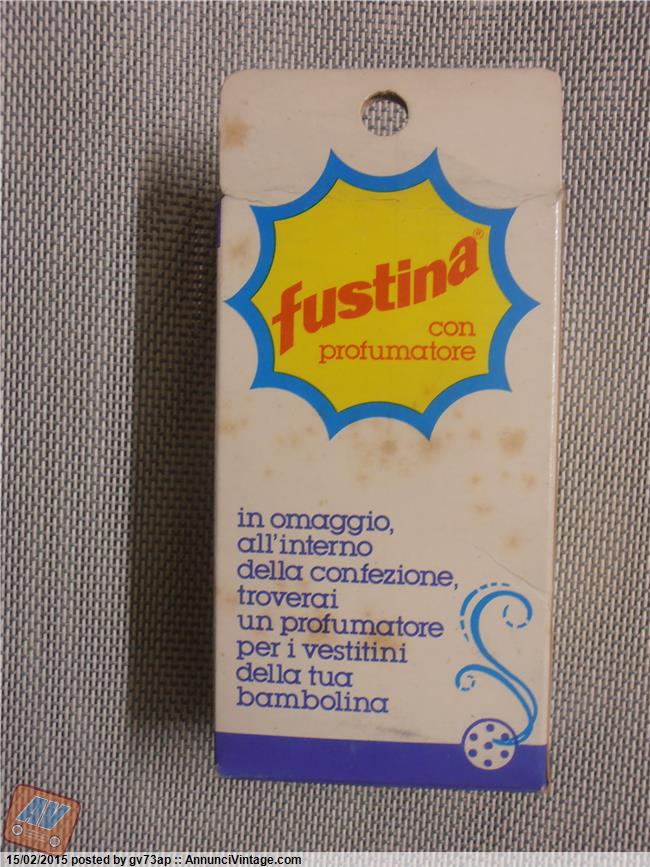 fustina®
con
profumatore
in omaggio,
all'interno
della confezione,
troverai
un profumatore
per i vestitini
della tua
bambolina
AV
15/02/2015 posted by gv73ap :: AnnunciVintage.com